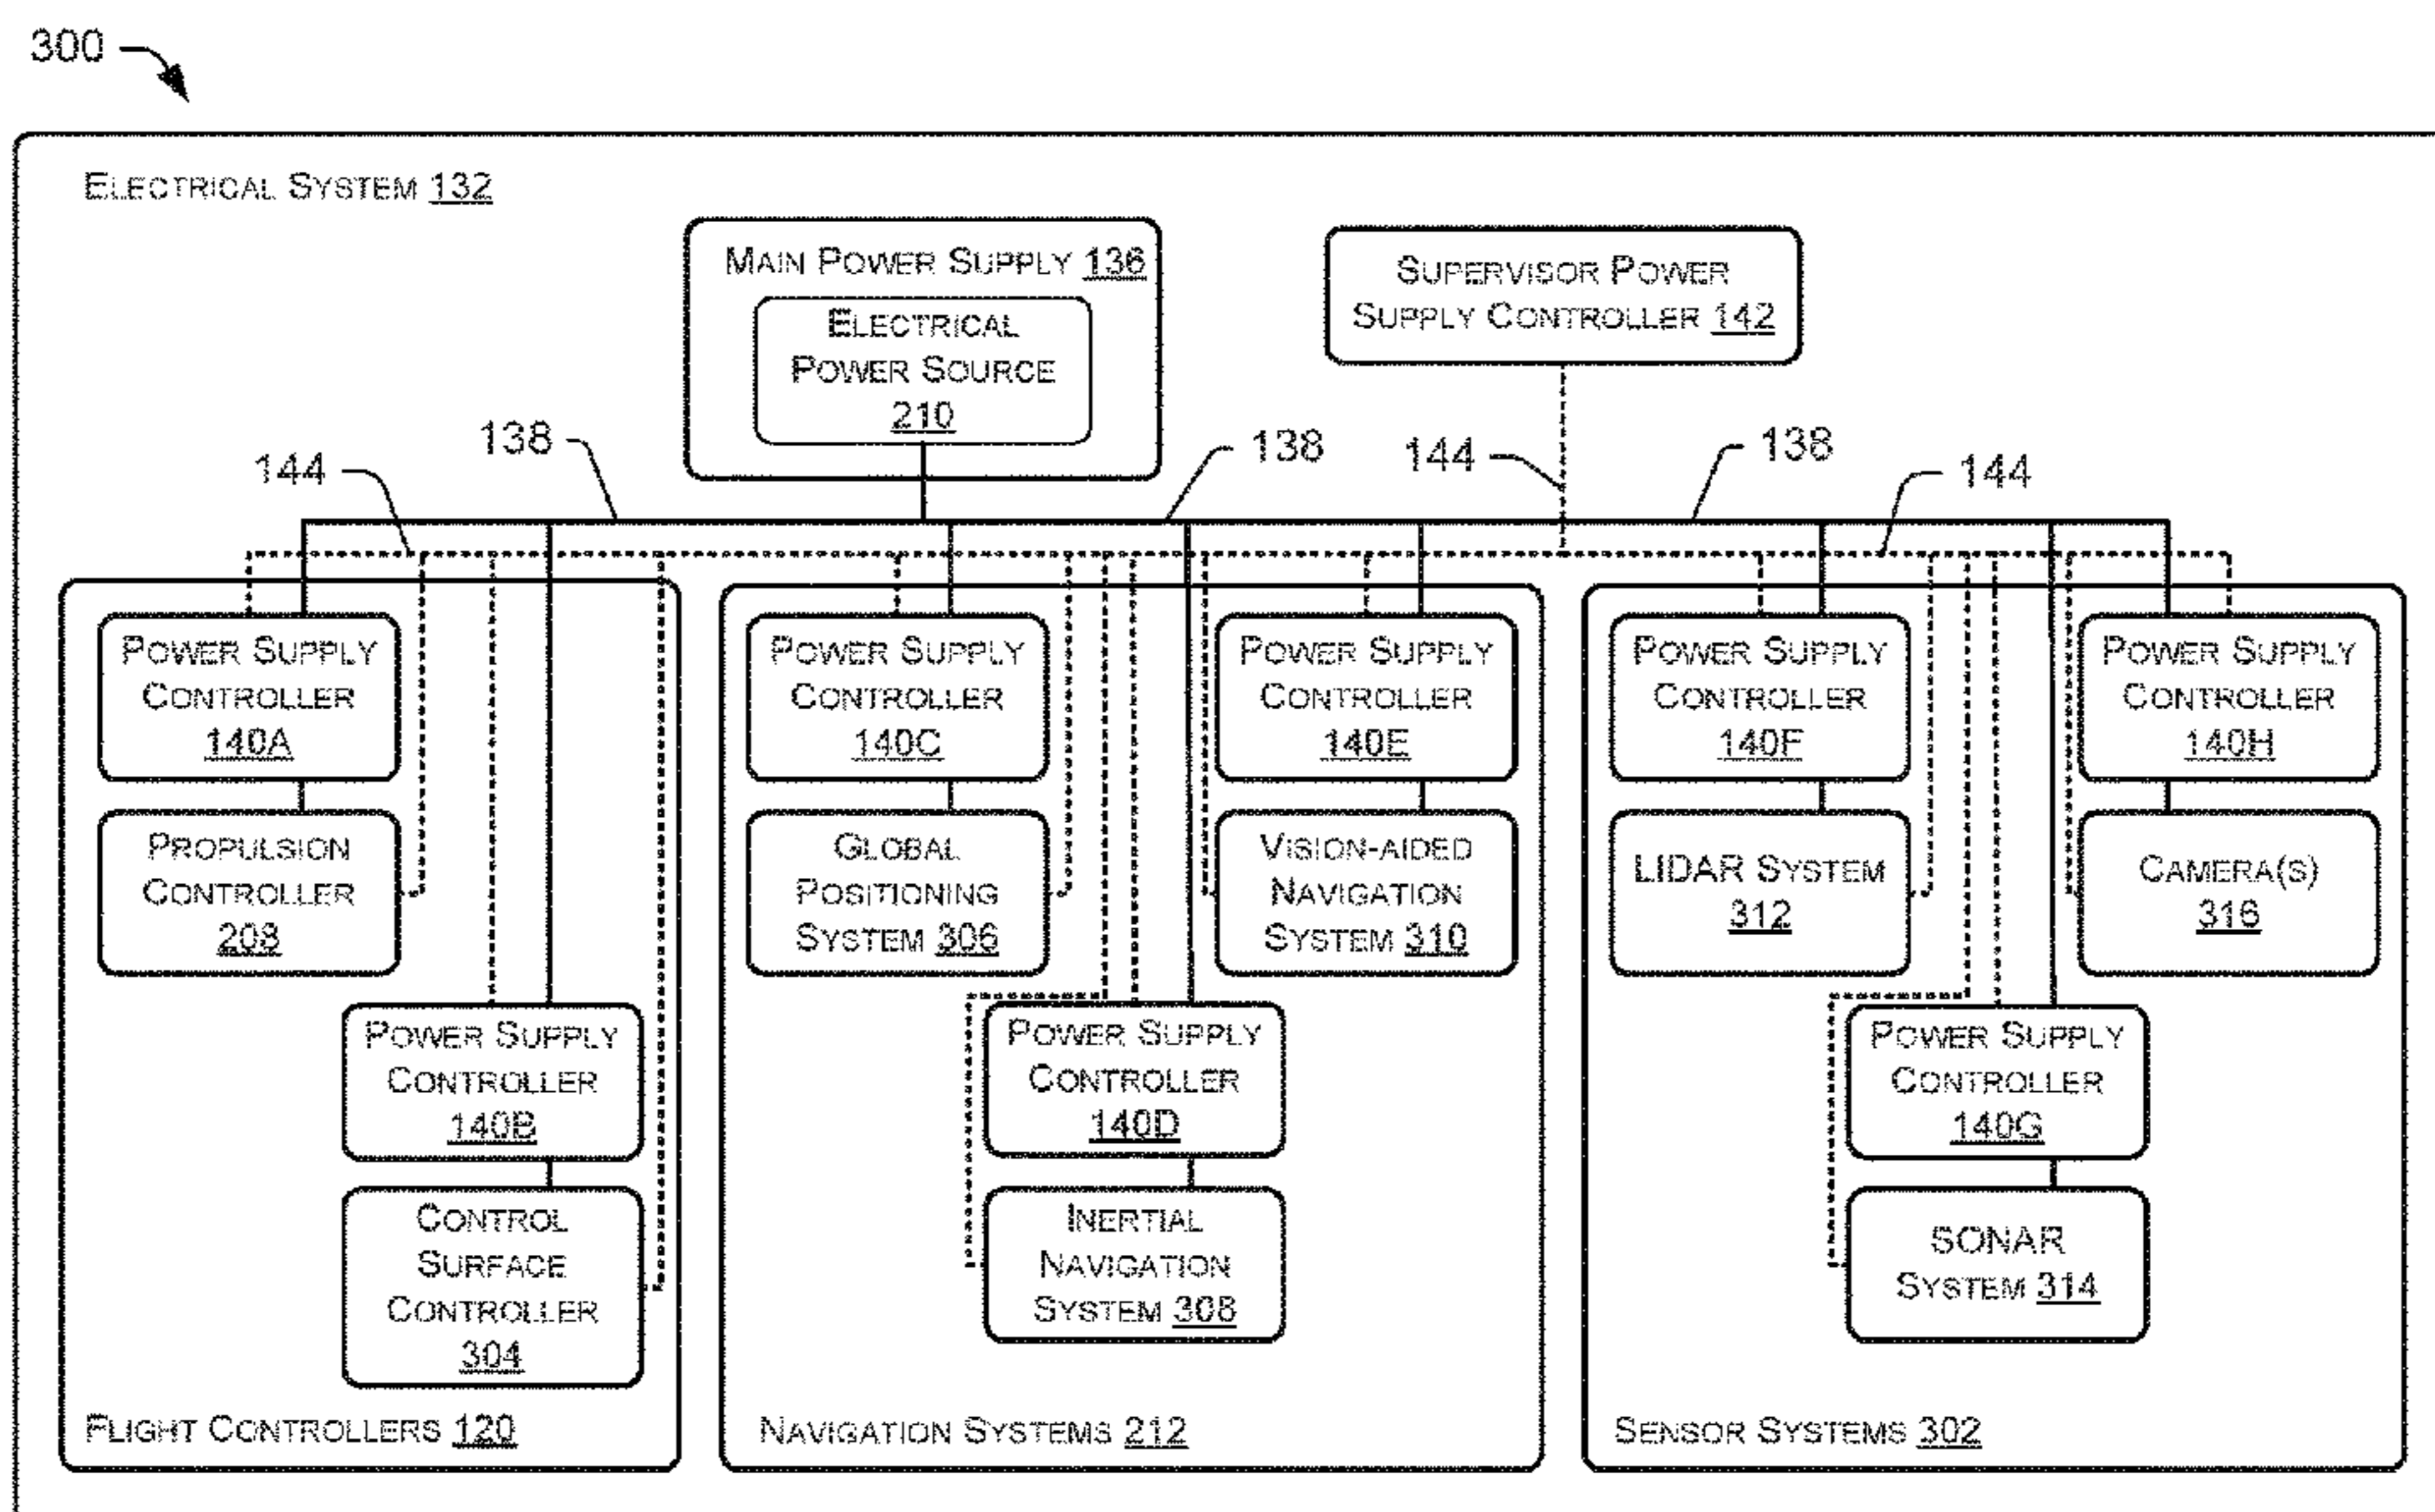 300
ELECTRICAL SYSTEM 132
MAIN POWER SUPPLY 136
ELECTRICAL
POWER SOURCE
210
SUPERVISOR POWER
SUPPLY CONTROLLER 142
144
138
138
144
138
144
POWER SUPPLY
CONTROLLER
140A
PROPULSION
CONTROLLER
208
POWER SUPPLY
CONTROLLER
140B
CONTROL
SURFACE
CONTROLLER
304
FLIGHT CONTROLLERS 120
POWER SUPPLY
CONTROLLER
140C
GLOBAL
POSITIONING
SYSTEM 306
POWER SUPPLY
CONTROLLER
140E
VISION-AIDED
NAVIGATION
SYSTEM 310
POWER SUPPLY
CONTROLLER
140D
INERTIAL
NAVIGATION
SYSTEM 308
NAVIGATION SYSTEMS 212
POWER SUPPLY
CONTROLLER
140F
LIDAR SYSTEM
312
POWER SUPPLY
CONTROLLER
140H
CAMERA(S)
316
POWER SUPPLY
CONTROLLER
140G
SONAR
SYSTEM 314
SENSOR SYSTEMS 302